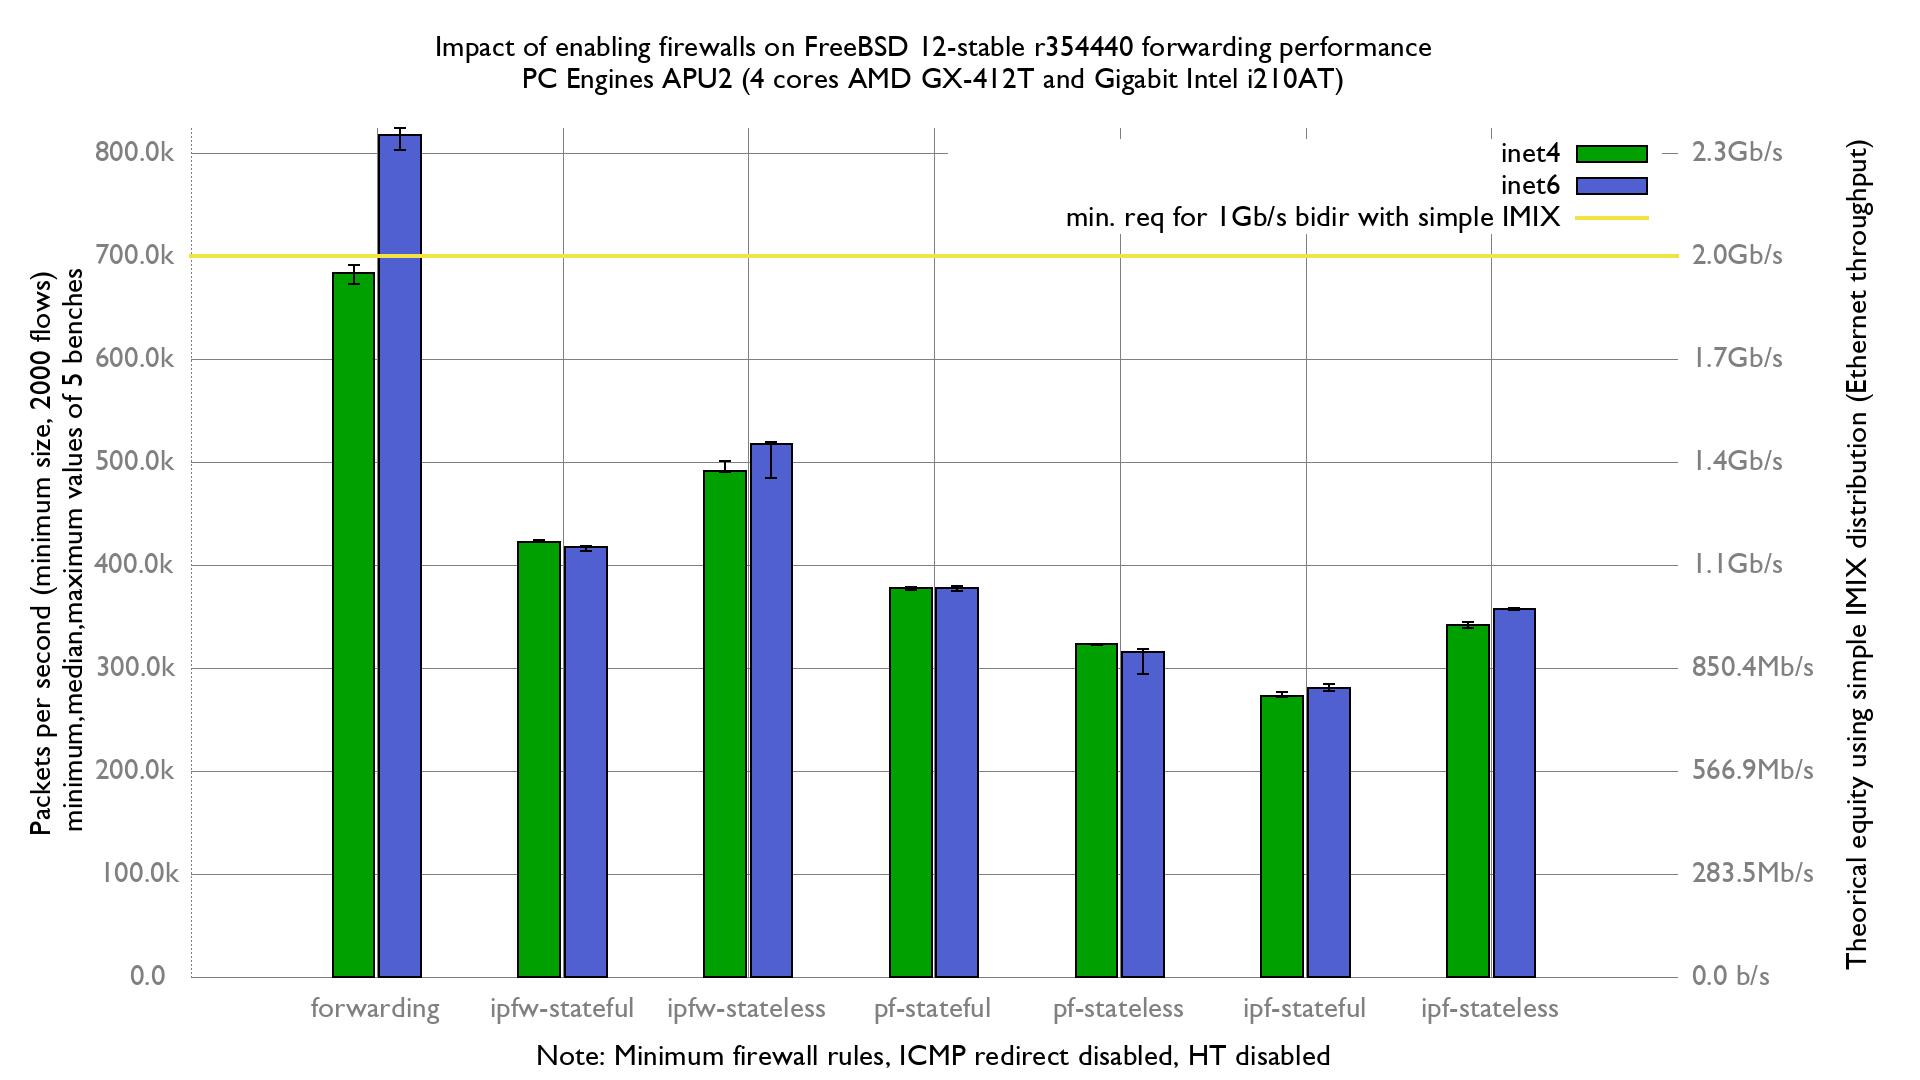 Impact of enabling firewalls on FreeBSD 12-stable r354440 forwarding performance
PC Engines APU2 (4 cores AMD GX-412T and Gigabit Intel i210AT)
Packets per second (minimum size, 2000 flows)
minimum,median,maximum values of 5 benches
800.0k
700.0k
600.0k
500.0k
400.0k
300.0k
200.0k
100.0k
0.0
inet4
inet6
min. req for 1Gb/s bidir with simple IMIX
2.3Gb/s
2.0Gb/s
1.7Gb/s
1.4Gb/s
1.1Gb/s
850.4Mb/s
566.9Mb/s
283.5Mb/s
0.0 b/s
Theorical equity using simple IMIX distribution (Ethernet throughput)
forwarding
ipfw-stateful
ipfw-stateless
pf-stateful
pf-stateless
ipf-stateful
ipf-stateless
Note: Minimum firewall rules, ICMP redirect disabled, HT disabled